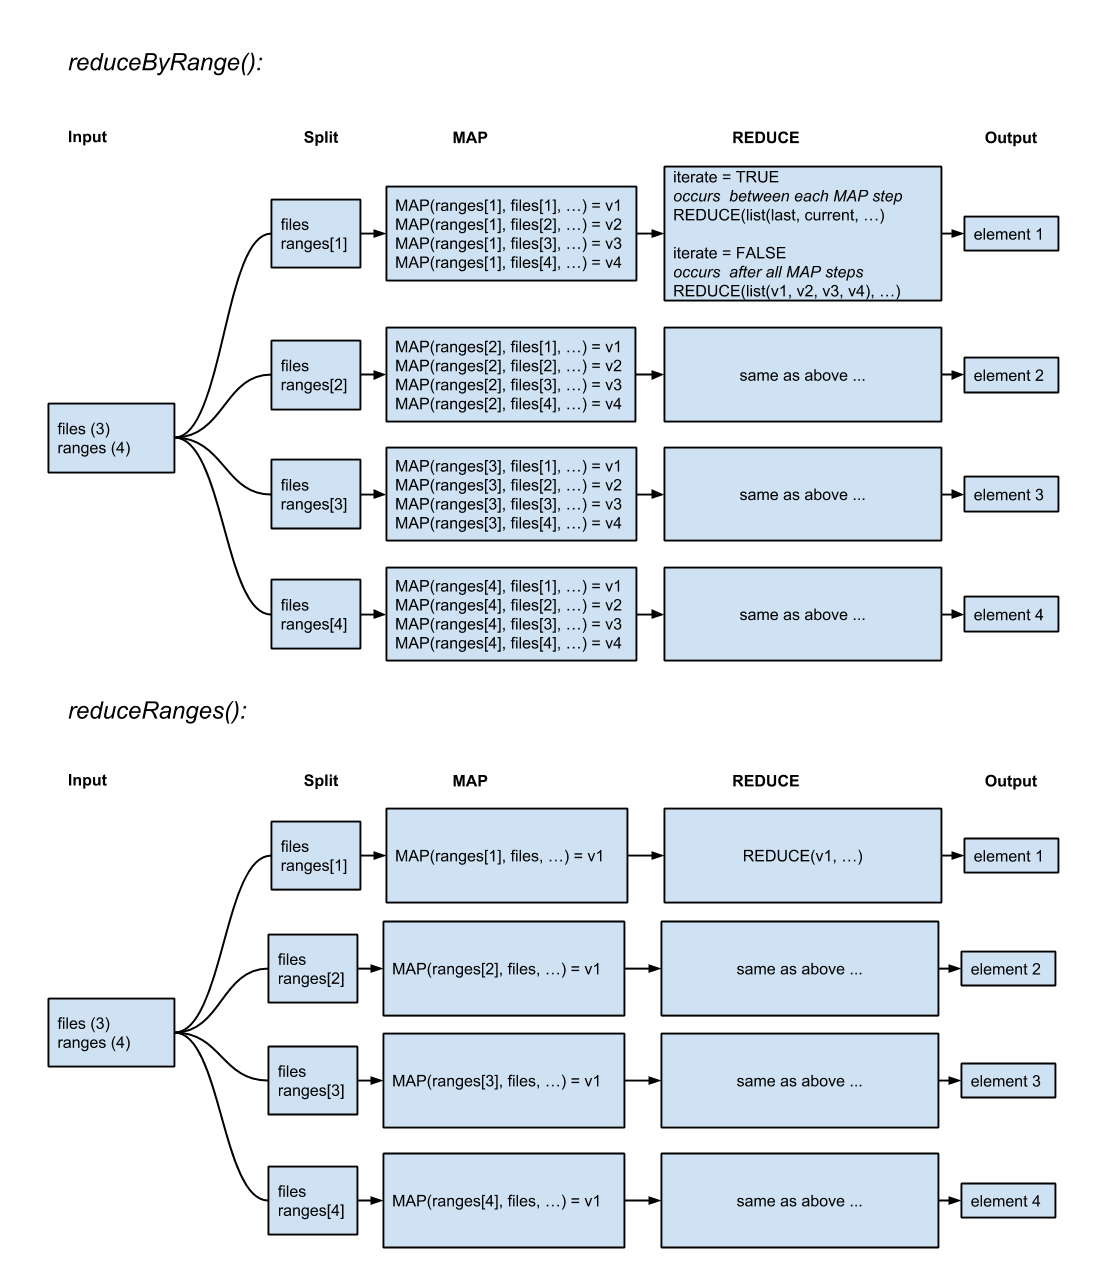 reduceByRange():
Input
Split
MAP
REDUCE
Output
files (3)
ranges (4)
files
ranges[1]
MAP(ranges[1], files[1], …) = v1
MAP(ranges[1], files[2], …) = v2
MAP(ranges[1], files[3], …) = v3
MAP(ranges[1], files[4], …) = v4
iterate = TRUE
occurs between each MAP step
REDUCE(list(last, current, …)
iterate = FALSE
occurs after all MAP steps
REDUCE(list(v1, v2, v3, v4), …)
element 1
files
ranges[2]
MAP(ranges[2], files[1], …) = v1
MAP(ranges[2], files[2], …) = v2
MAP(ranges[2], files[3], …) = v3
MAP(ranges[2], files[4], …) = v4
same as above ...
element 2
files
ranges[3]
MAP(ranges[3], files[1], …) = v1
MAP(ranges[3], files[2], …) = v2
MAP(ranges[3], files[3], …) = v3
MAP(ranges[3], files[4], …) = v4
same as above ...
element 3
files
ranges[4]
MAP(ranges[4], files[1], …) = v1
MAP(ranges[4], files[2], …) = v2
MAP(ranges[4], files[3], …) = v3
MAP(ranges[4], files[4], …) = v4
same as above ...
element 4
reduceRanges():
Input
Split
MAP
REDUCE
Output
files (3)
ranges (4)
files
ranges[1]
MAP(ranges[1], files, …) = v1
REDUCE(v1, …)
element 1
files
ranges[2]
MAP(ranges[2], files, …) = v1
same as above ...
element 2
files
ranges[3]
MAP(ranges[3], files, …) = v1
same as above ...
element 3
files
ranges[4]
MAP(ranges[4], files, …) = v1
same as above ...
element 4